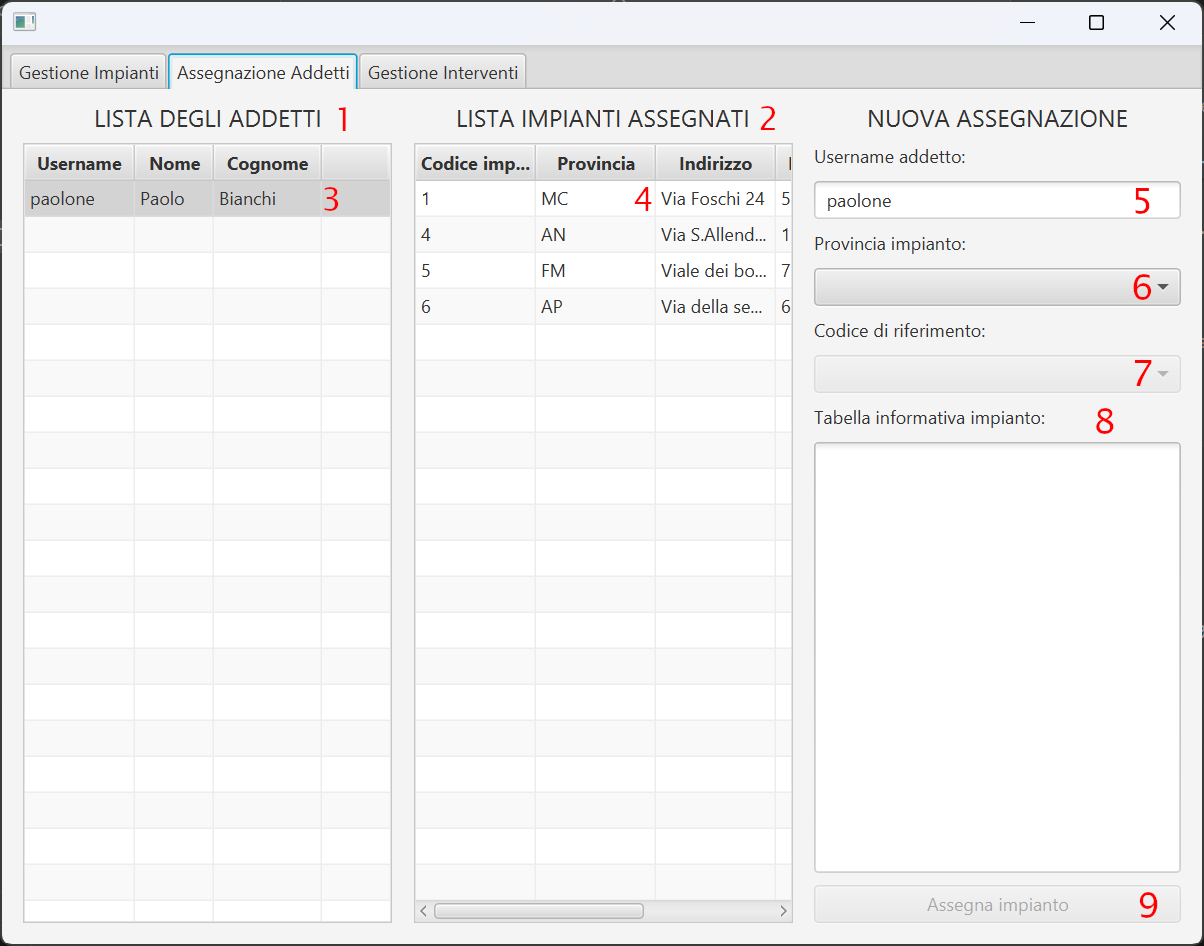 Gestione Impianti Assegnazione Addetti Gestione Interventi
LISTA DEGLI ADDETTI 1
Username Nome Cognome
paolone Paolo Bianchi 3
LISTA IMPIANTI ASSEGNATI 2
Codice imp... Provincia Indirizzo
1 MC 4 Via Foschi 24 5
4 AN Via S.Allend... 1
5 FM Viale dei bo... 7
6 AP Via della se... 6
NUOVA ASSEGNAZIONE
Username addetto:
paolone 5
Provincia impianto:
6
Codice di riferimento:
7
Tabella informativa impianto: 8
Assegna impianto 9